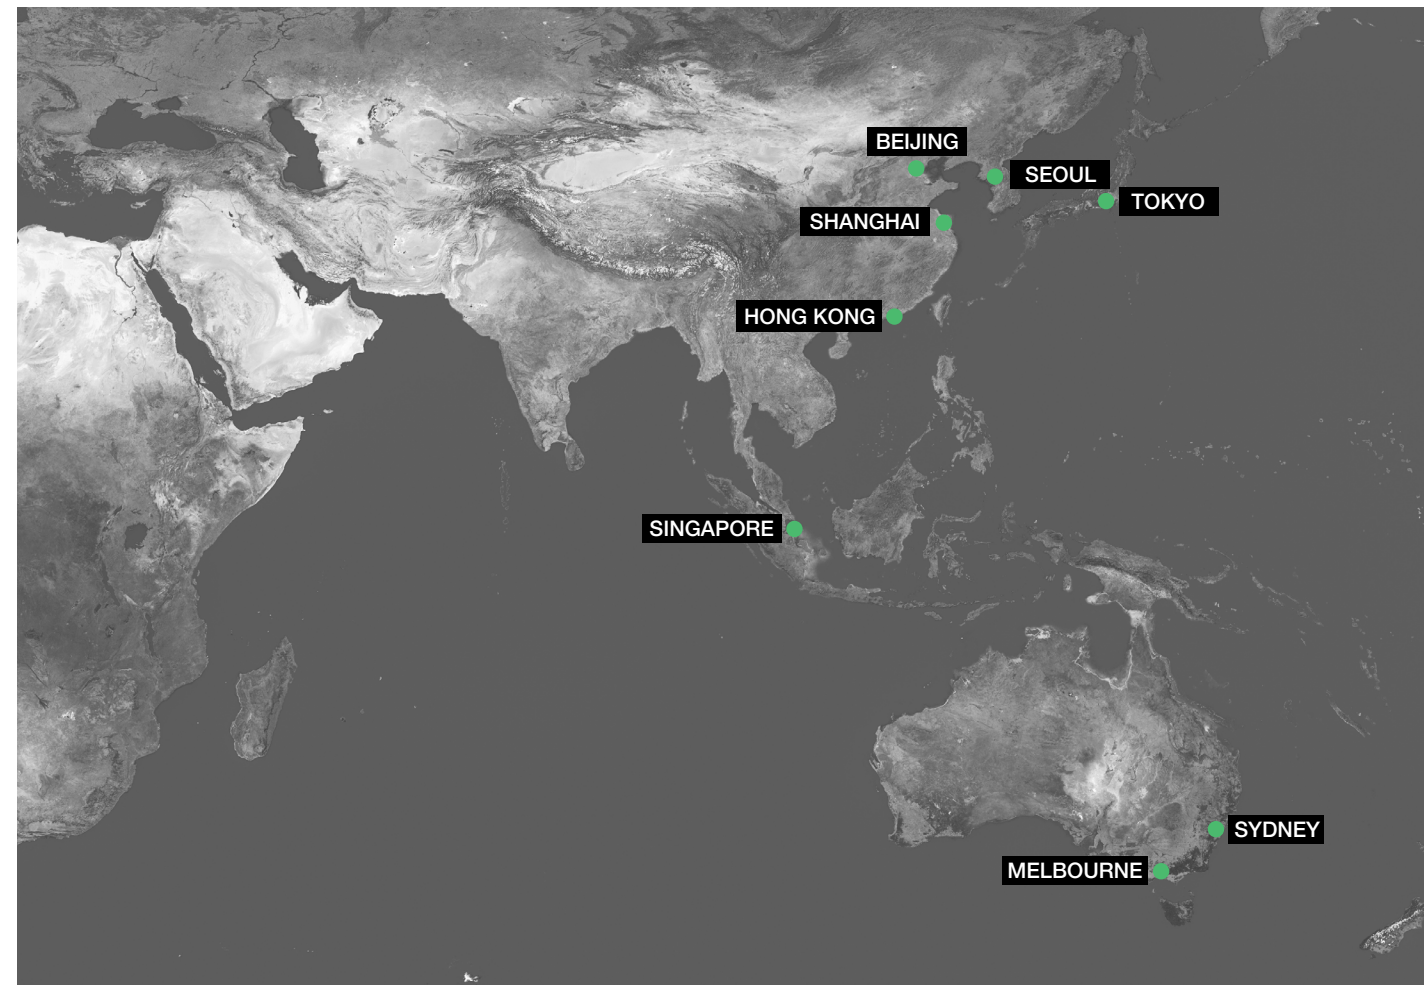 BEIJING
SEOUL
TOKYO
SHANGHAI
HONG KONG
SINGAPORE
SYDNEY
MELBOURNE